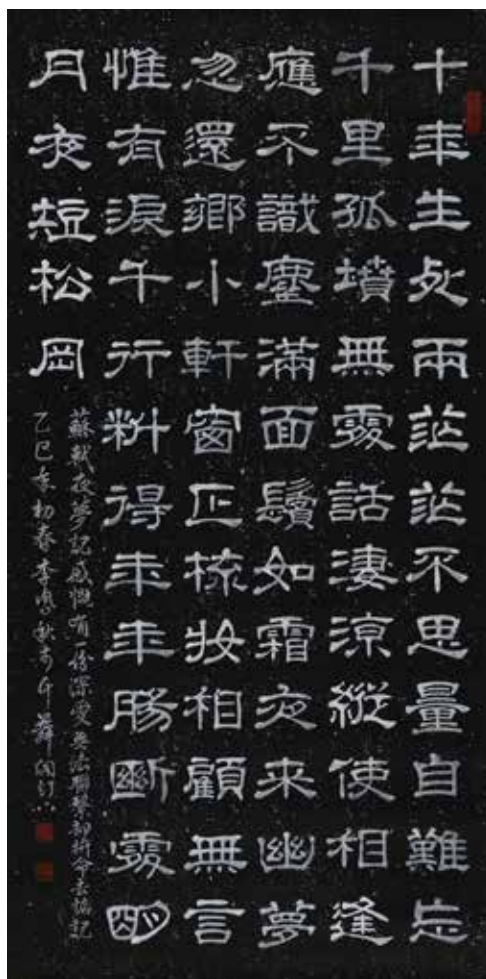 十年生死兩茫茫不思量自難忘
千里孤墳無處話淒涼縱使相逢
應不識塵滿面鬢如霜夜来幽夢
忽還鄉小軒窗正梳妝相顧無言
惟有淚千行料得年年腸斷處明
月夜短松岡
蘇軾夜夢記感
乙巳年初春李